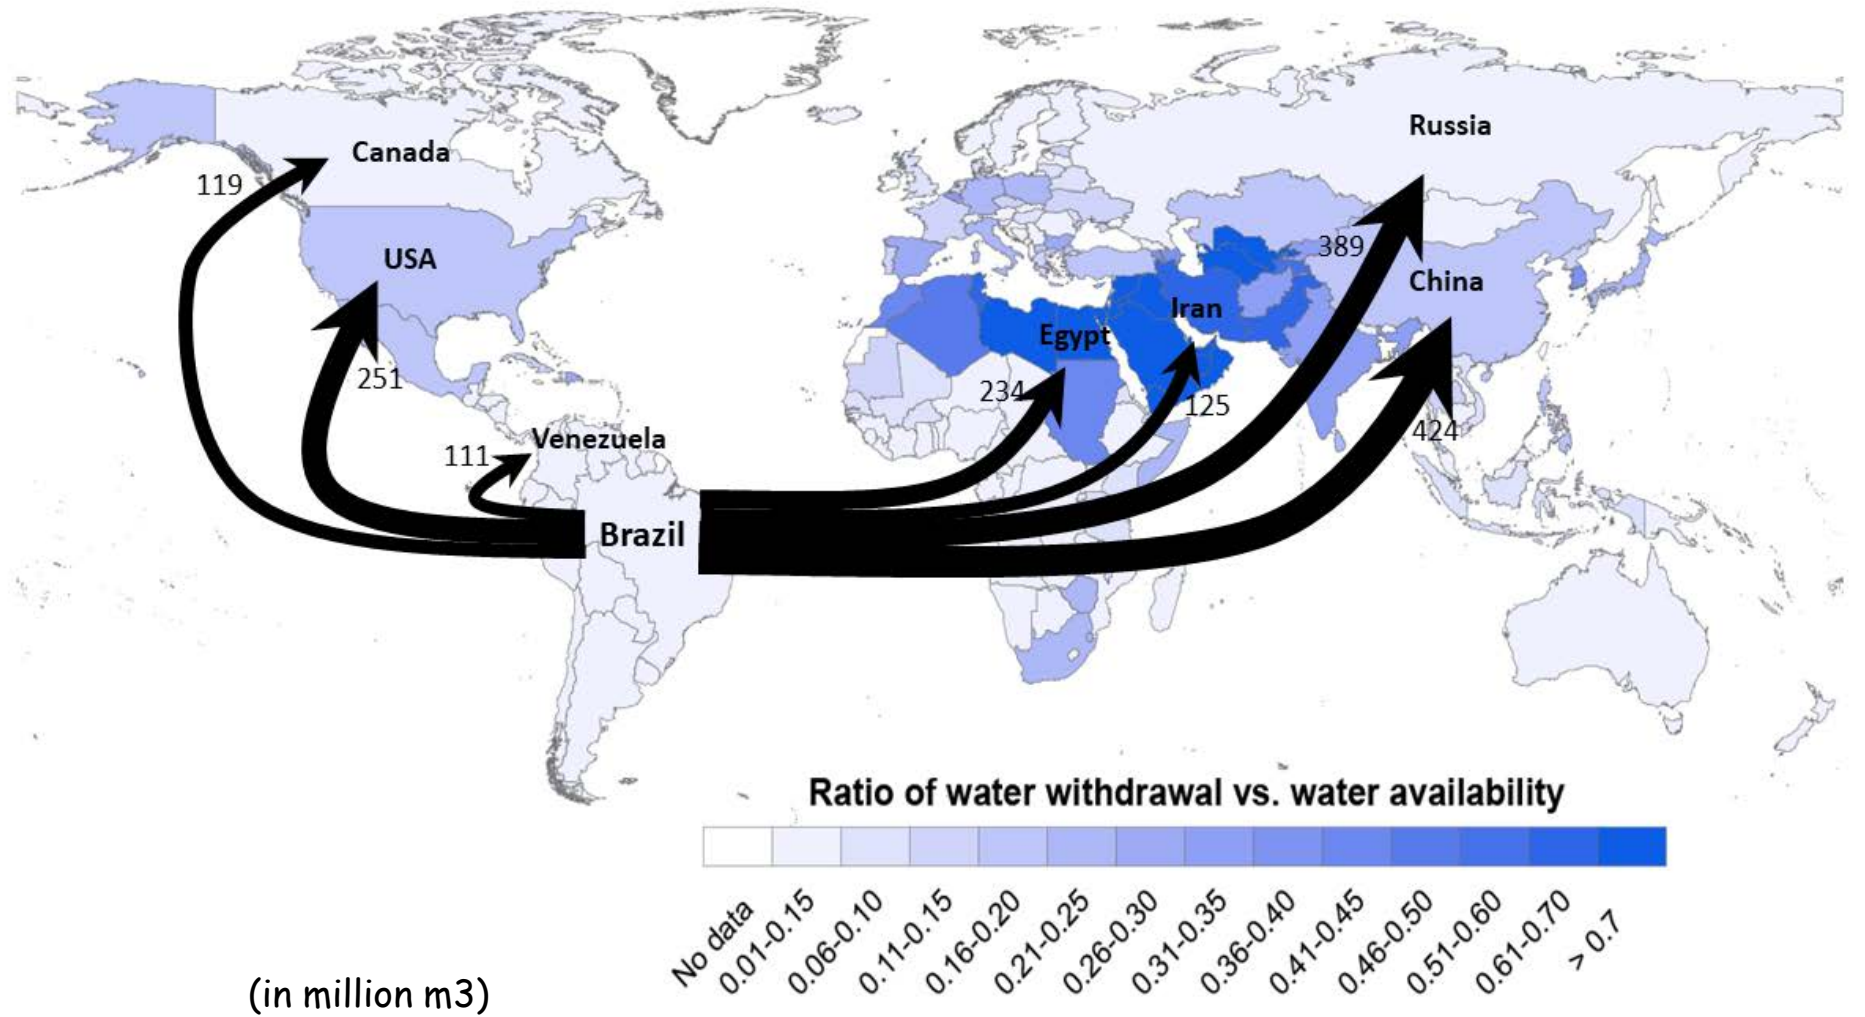 Russia
Canada
119
USA
389
China
Iran
Egypt
251
234
125
424
Venezuela
111
Brazil
Ratio of water withdrawal vs. water availability
No data
0.01-0.15
0.06-0.10
0.11-0.15
0.16-0.20
0.21-0.25
0.26-0.30
0.31-0.35
0.36-0.40
0.41-0.45
0.46-0.50
0.51-0.60
0.61-0.70
> 0.7
(in million m3)